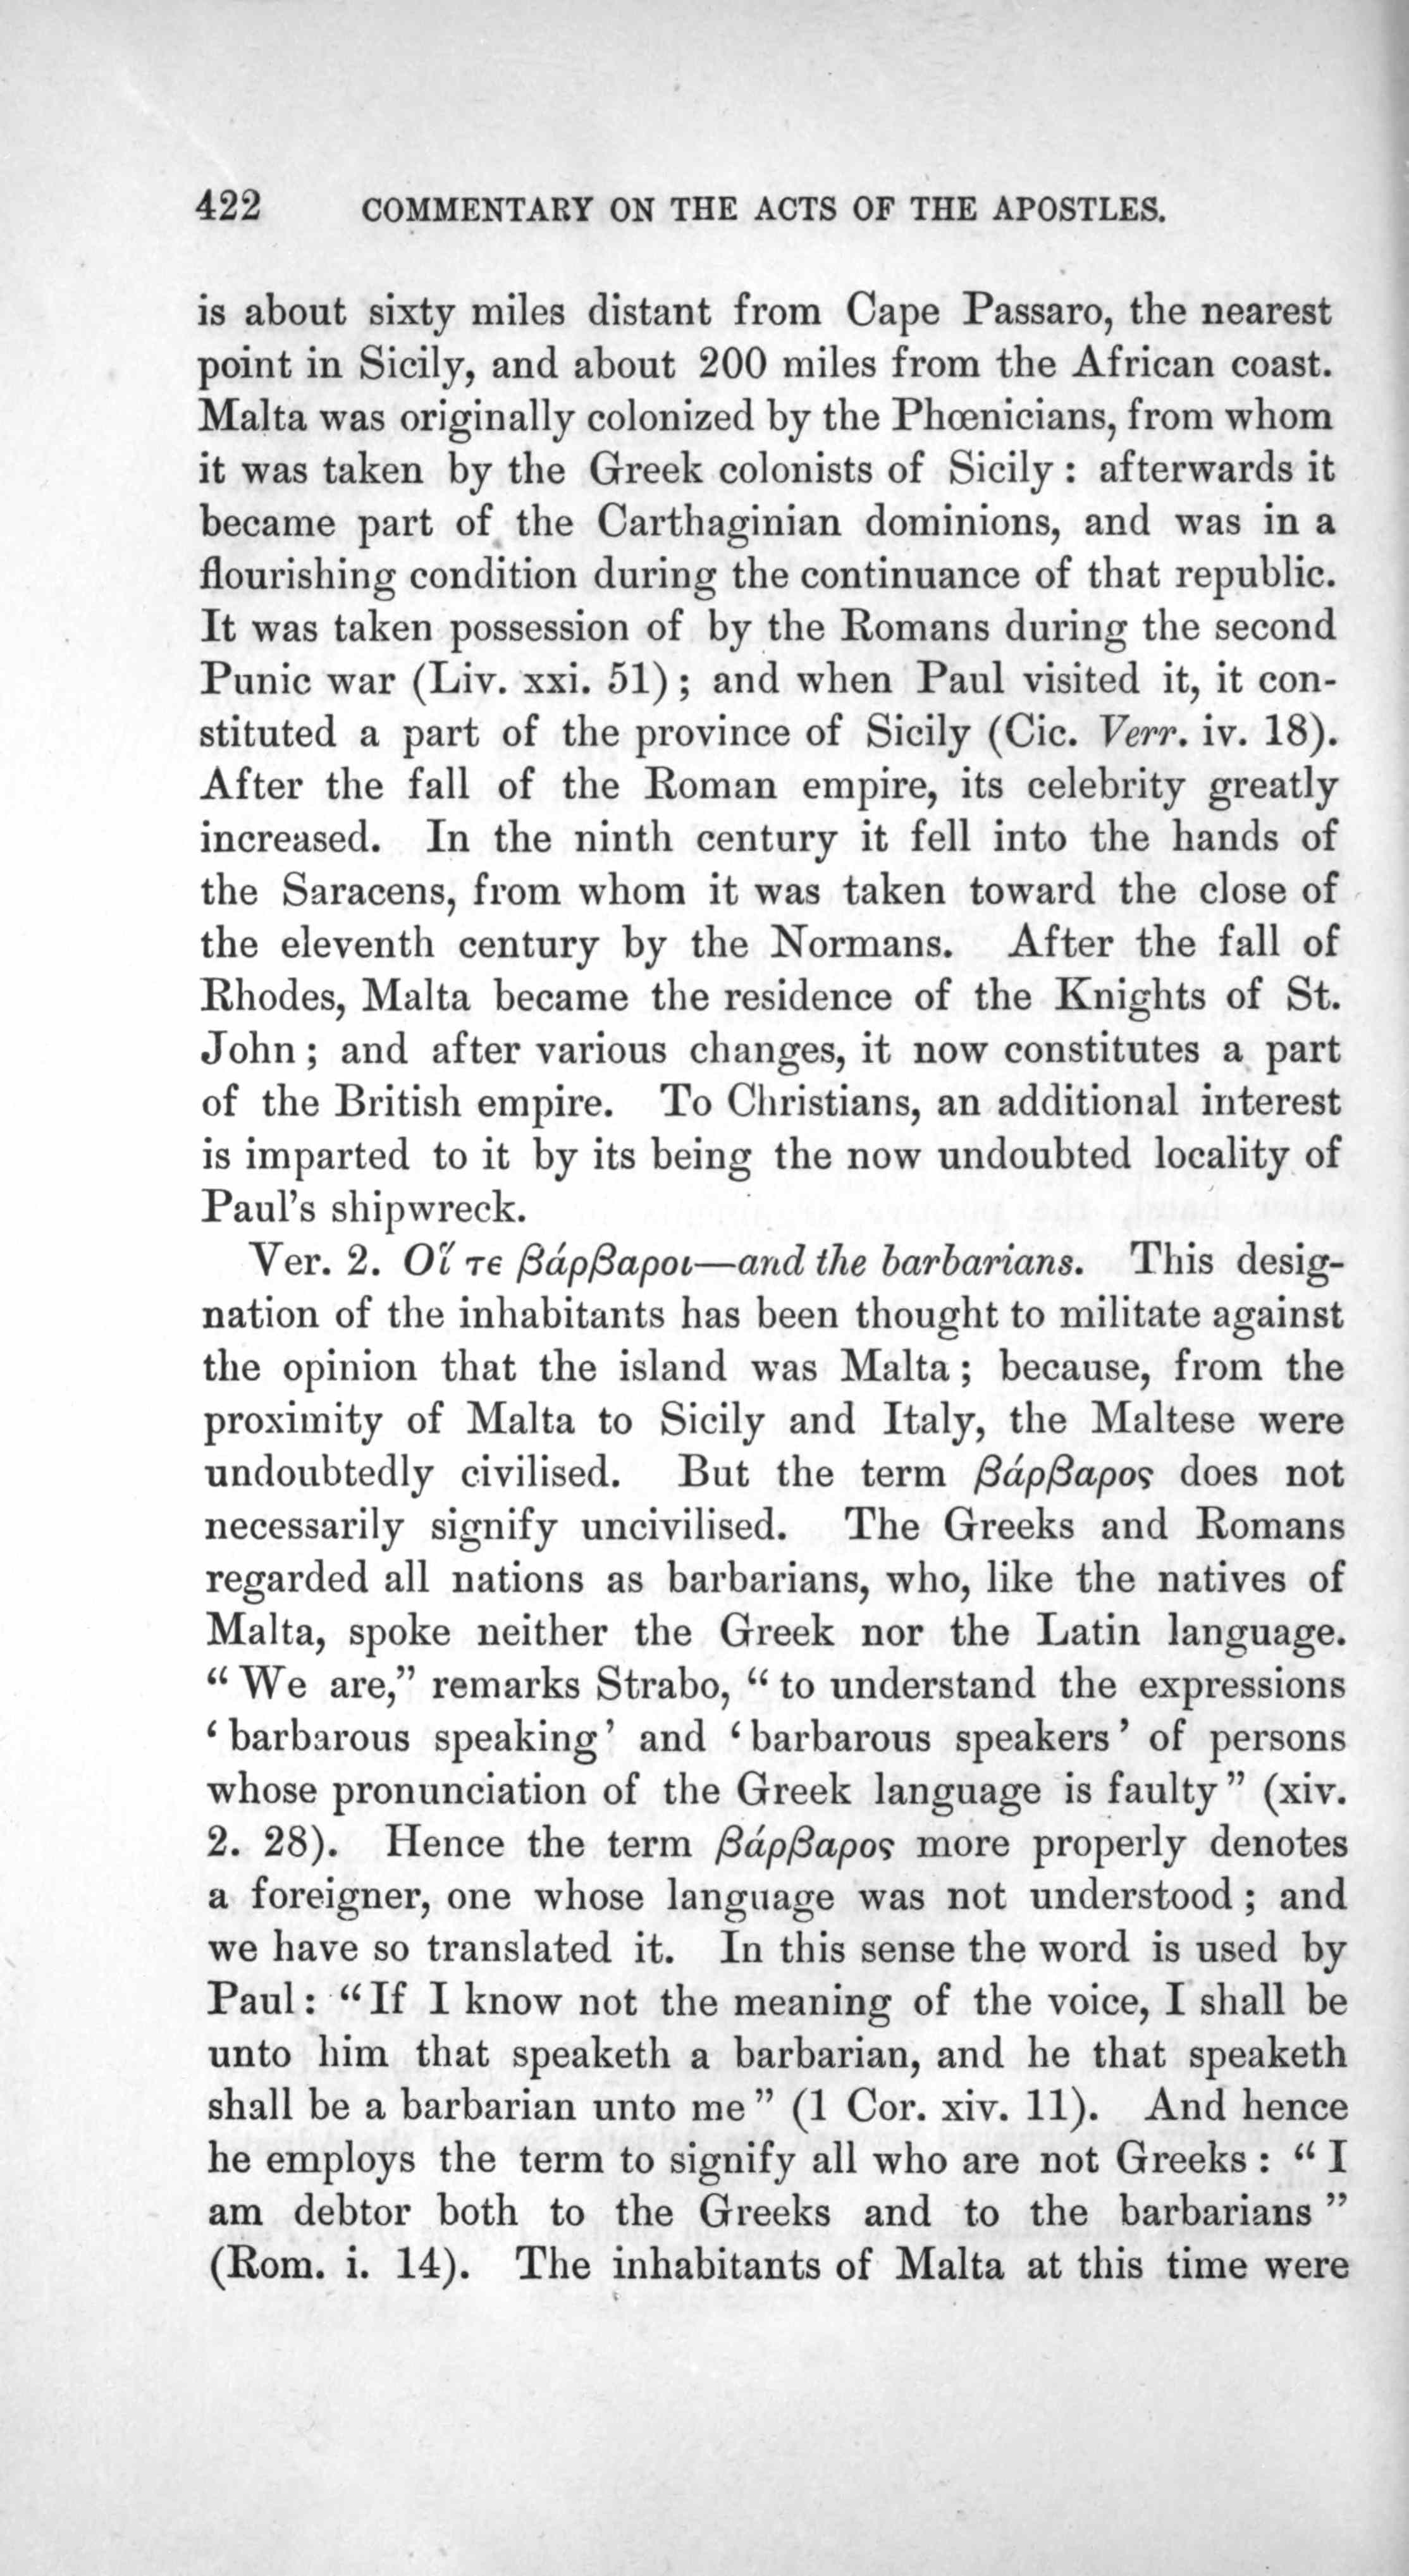 422 COMMENTARY ON THE ACTS OF THE APOSTLES.
is about sixty miles distant from Cape Passaro, the nearest
point in Sicily, and about 200 miles from the African coast.
Malta was originally colonized by the Phœnicians, from whom
it was taken by the Greek colonists of Sicily : afterwards it
became part of the Carthaginian dominions, and was in a
flourishing condition during the continuance of that republic.
It was taken possession of by the Romans during the second
Punic war (Liv. xxi. 51) ; and when Paul visited it, it con-
stituted a part of the province of Sicily (Cic. Verr. iv. 18).
After the fall of the Roman empire, its celebrity greatly
increased. In the ninth century it fell into the hands of
the Saracens, from whom it was taken toward the close of
the eleventh century by the Normans. After the fall of
Rhodes, Malta became the residence of the Knights of St.
John ; and after various changes, it now constitutes a part
of the British empire. To Christians, an additional interest
is imparted to it by its being the now undoubted locality of
Paul's shipwreck.
Ver. 2. Οἵ τε βάρβαροι—and the barbarians. This desig-
nation of the inhabitants has been thought to militate against
the opinion that the island was Malta ; because, from the
proximity of Malta to Sicily and Italy, the Maltese were
undoubtedly civilised. But the term βάρβαρος does not
necessarily signify uncivilised. The Greeks and Romans
regarded all nations as barbarians, who, like the natives of
Malta, spoke neither the Greek nor the Latin language.
“ We are,” remarks Strabo, “ to understand the expressions
‘ barbarous speaking ’ and ‘ barbarous speakers ’ of persons
whose pronunciation of the Greek language is faulty ” (xiv.
2. 28). Hence the term βάρβαρος more properly denotes
a foreigner, one whose language was not understood ; and
we have so translated it. In this sense the word is used by
Paul : “ If I know not the meaning of the voice, I shall be
unto him that speaketh a barbarian, and he that speaketh
shall be a barbarian unto me ” (1 Cor. xiv. 11). And hence
he employs the term to signify all who are not Greeks : “ I
am debtor both to the Greeks and to the barbarians ”
(Rom. i. 14). The inhabitants of Malta at this time were